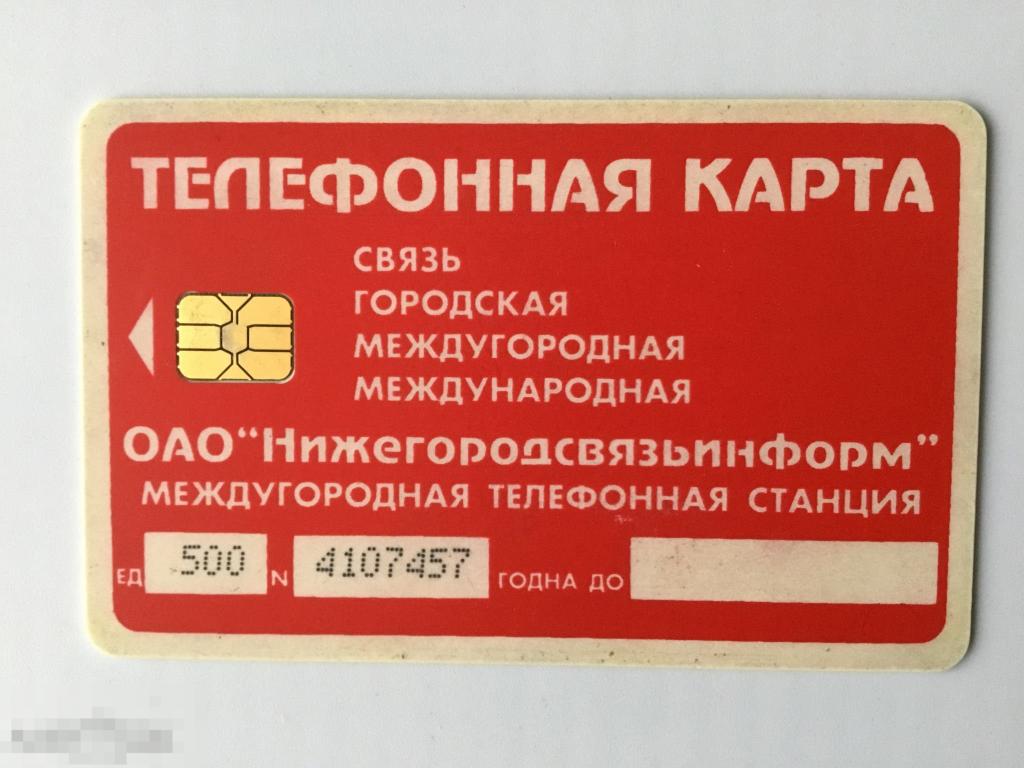 ТЕЛЕФОННАЯ КАРТА
СВЯЗЬ
ГОРОДСКАЯ
МЕЖДУГОРОДНАЯ
МЕЖДУНАРОДНАЯ
ОАО "Нижегородсвязьинформ"
МЕЖДУГОРОДНАЯ ТЕЛЕФОННАЯ СТАНЦИЯ
ЕД 500 N 4107457 ГОДНА ДО